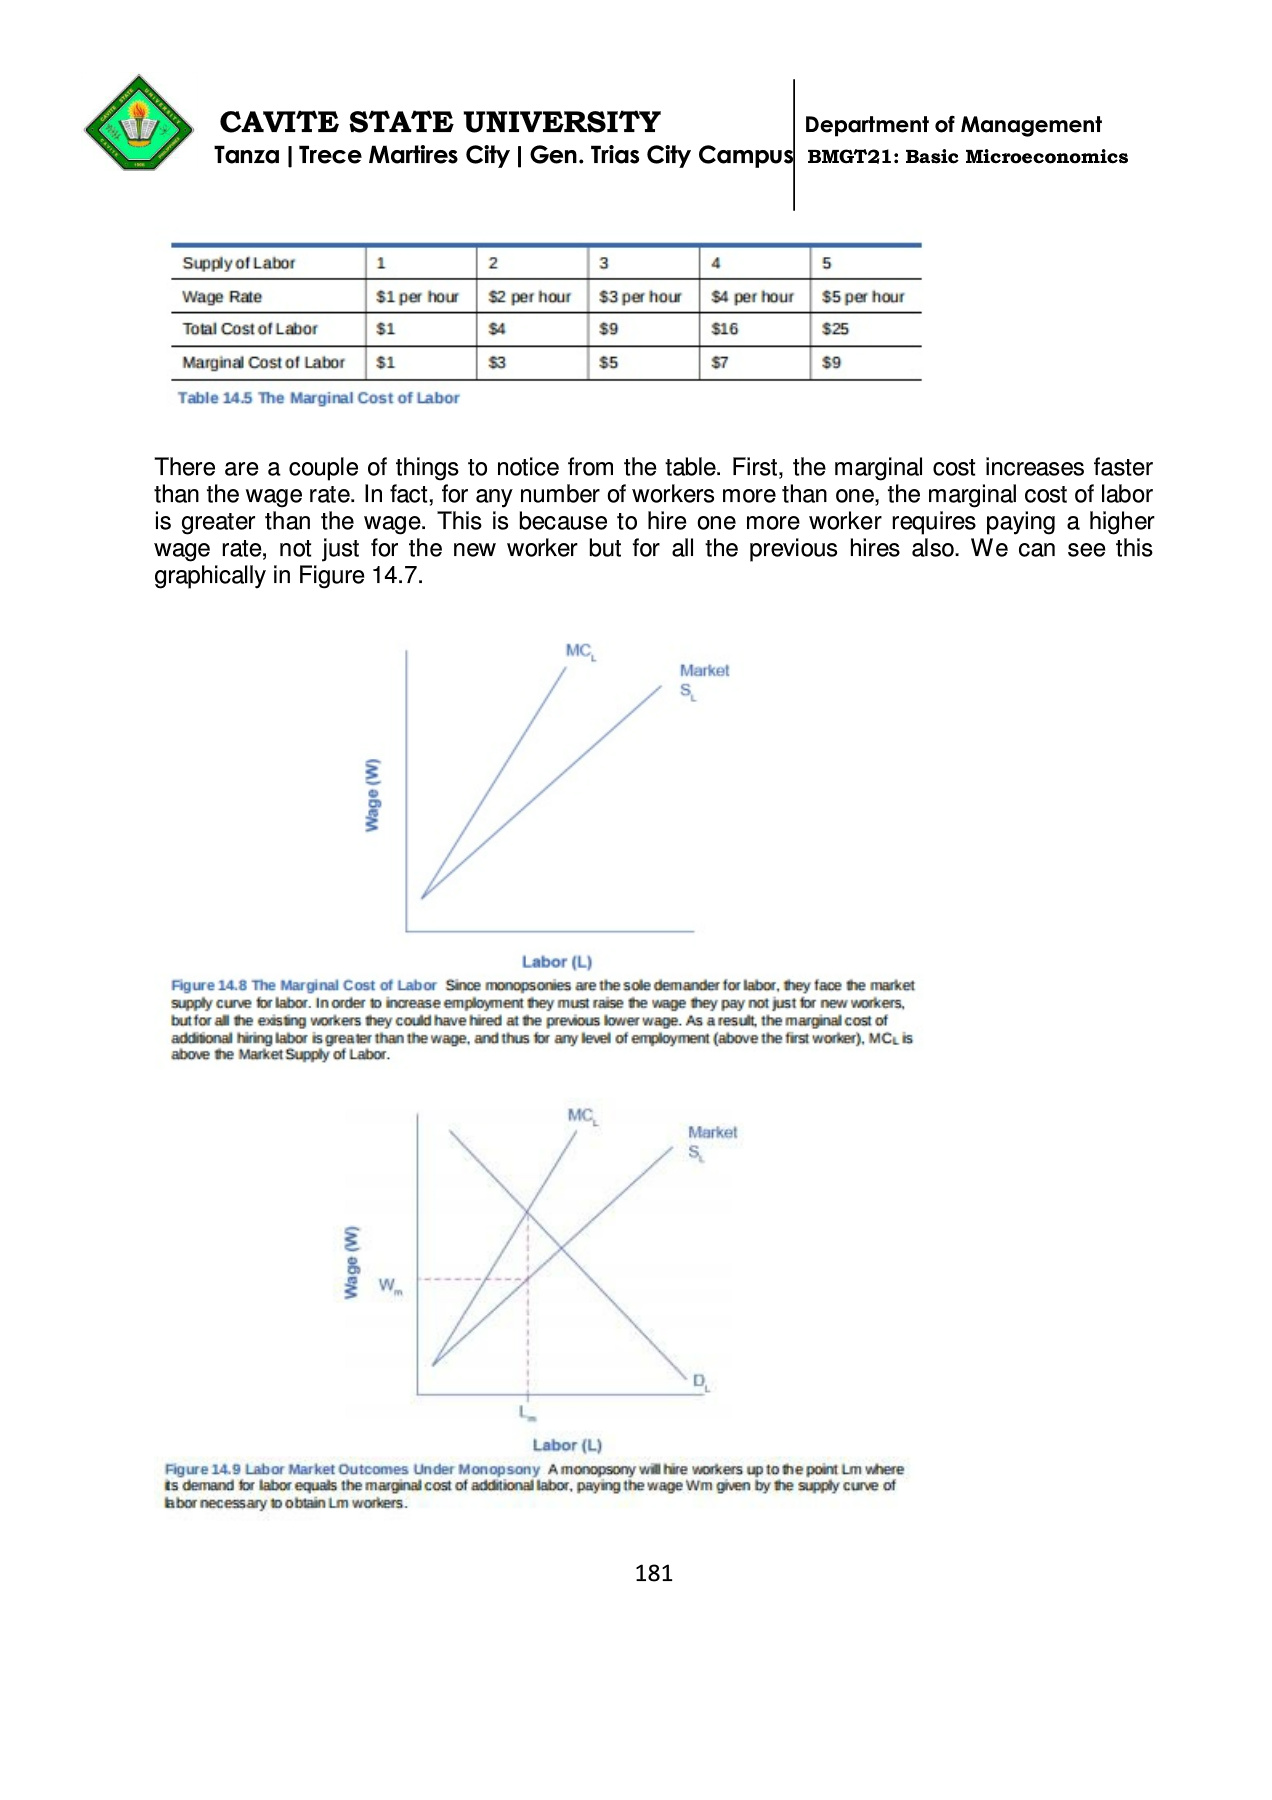 CAVITE STATE UNIVERSITY
Tanza | Trece Martires City | Gen. Trias City Campus
Department of Management
BMGT21: Basic Microeconomics
Supply of Labor 1 2 3 4 5
Wage Rate $1 per hour $2 per hour $3 per hour $4 per hour $5 per hour
Total Cost of Labor $1 $4 $9 $16 $25
Marginal Cost of Labor $1 $3 $5 $7 $9
Table 14.5 The Marginal Cost of Labor
There are a couple of things to notice from the table. First, the marginal cost increases faster
than the wage rate. In fact, for any number of workers more than one, the marginal cost of labor
is greater than the wage. This is because to hire one more worker requires paying a higher
wage rate, not just for the new worker but for all the previous hires also. We can see this
graphically in Figure 14.7.
MCL
Market
SL
Wage (W)
Labor (L)
Figure 14.8 The Marginal Cost of Labor Since monopsonies are the sole demander for labor, they face the market
supply curve for labor. In order to increase employment they must raise the wage they pay not just for new workers,
but for all the existing workers they could have hired at the previous lower wage. As a result, the marginal cost of
additional hiring labor is greater than the wage, and thus for any level of employment (above the first worker), MCL is
above the Market Supply of Labor.
MCL
Market
SL
Wage (W)
Wm
DL
Lm
Labor (L)
Figure 14.9 Labor Market Outcomes Under Monopsony A monopsony will hire workers up to the point Lm where
its demand for labor equals the marginal cost of additional labor, paying the wage Wm given by the supply curve of
labor necessary to obtain Lm workers.
181